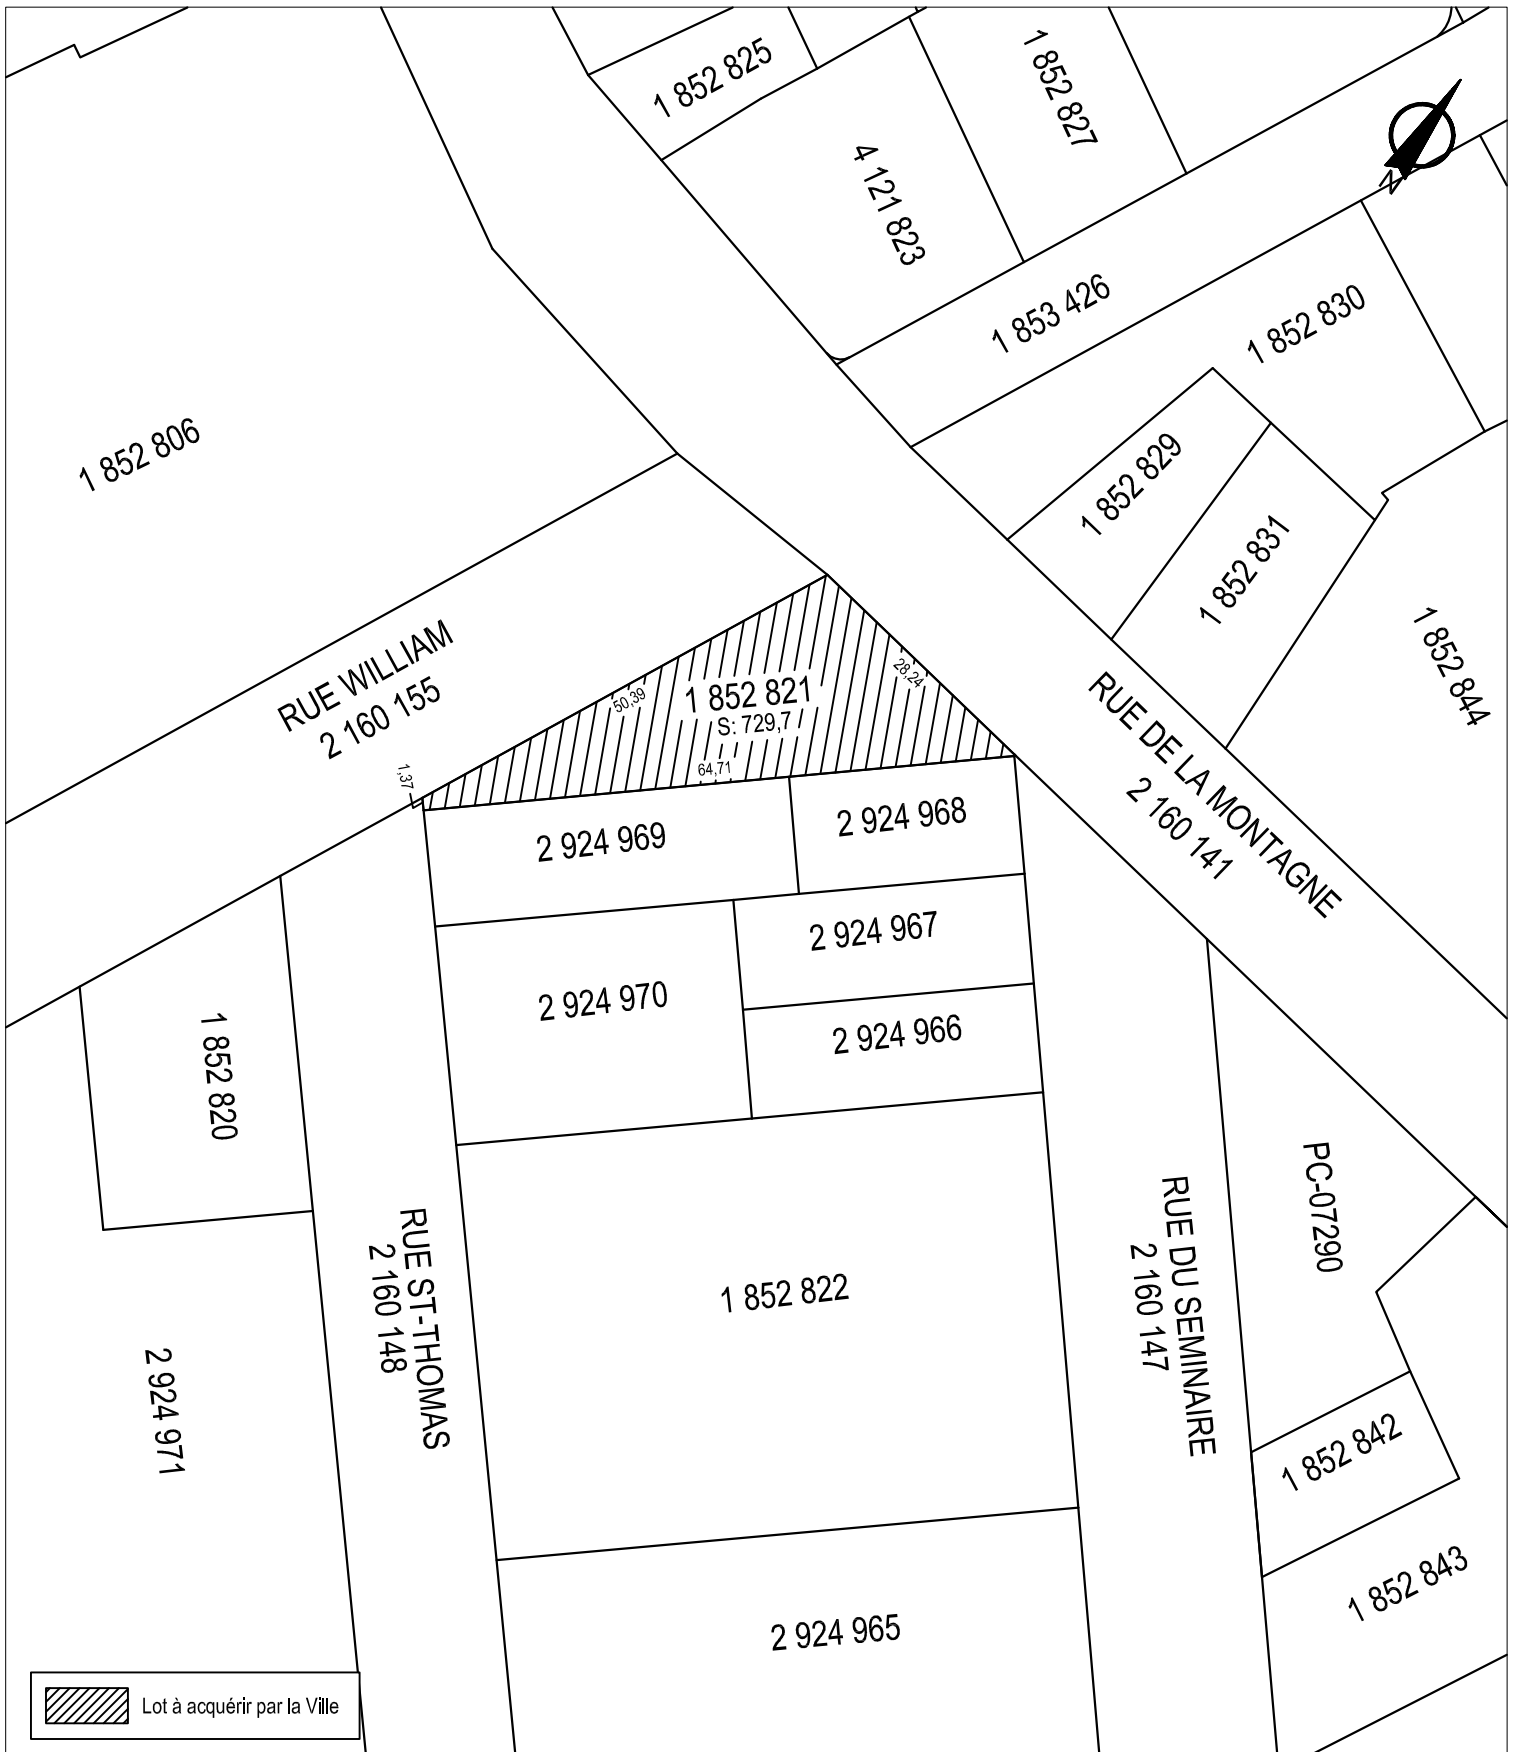 1 852 825
1 852 827
4 121 823
N
1 853 426
1 852 830
1 852 806
1 852 829
1 852 831
1 852 844
RUE WILLIAM
2 160 155
50,39
1 852 821
S: 729,7
28,24
64,71
1,37
RUE DE LA MONTAGNE
2 160 141
2 924 969
2 924 968
2 924 967
2 924 970
2 924 966
1 852 820
PC-07290
RUE ST-THOMAS
2 160 148
RUE DU SEMINAIRE
2 160 147
1 852 822
2 924 971
1 852 842
1 852 843
2 924 965
Lot à acquérir par la Ville